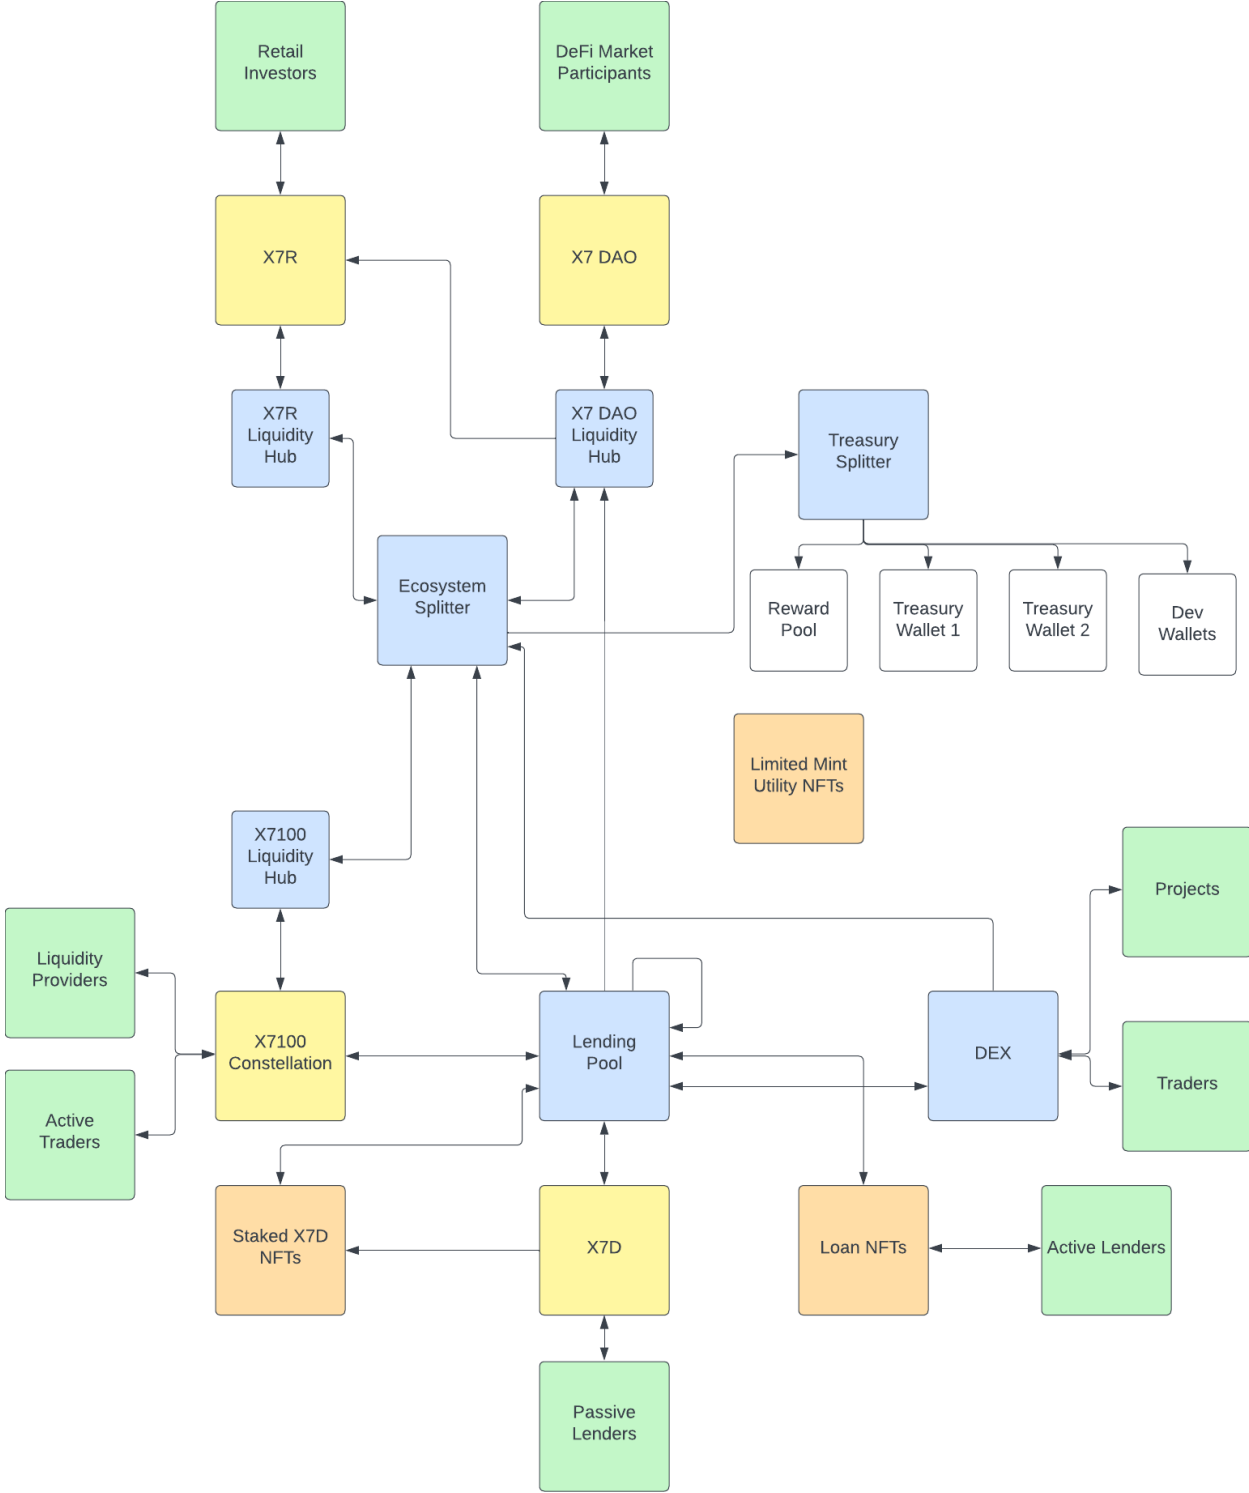 Retail
Investors
DeFi Market
Participants
X7R
X7 DAO
X7R
Liquidity
Hub
X7 DAO
Liquidity
Hub
Treasury
Splitter
Ecosystem
Splitter
Reward
Pool
Treasury
Wallet 1
Treasury
Wallet 2
Dev
Wallets
Limited Mint
Utility NFTs
X7100
Liquidity
Hub
Projects
Liquidity
Providers
X7100
Constellation
Lending
Pool
DEX
Traders
Active
Traders
Staked X7D
NFTs
X7D
Loan NFTs
Active Lenders
Passive
Lenders